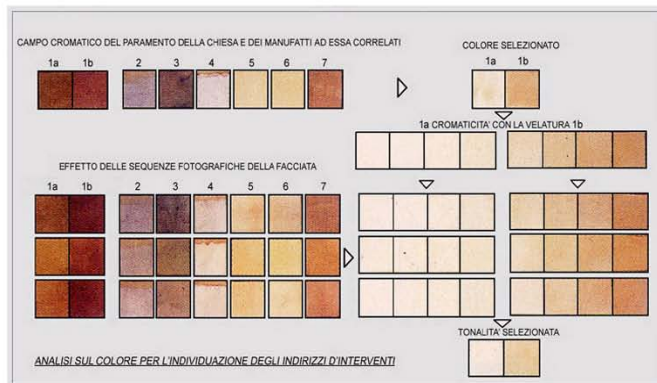 CAMPO CROMATICO DEL PARAMENTO DELLA CHIESA E DEI MANUFATTI AD ESSA CORRELATI
1a 1b 2 3 4 5 6 7
COLORE SELEZIONATO
1a 1b
1a CROMATICITA' CON LA VELATURA 1b
EFFETTO DELLE SEQUENZE FOTOGRAFICHE DELLA FACCIATA
1a 1b 2 3 4 5 6 7
TONALITA' SELEZIONATA
ANALISI SUL COLORE PER L'INDIVIDUAZIONE DEGLI INDIRIZZI D'INTERVENTI